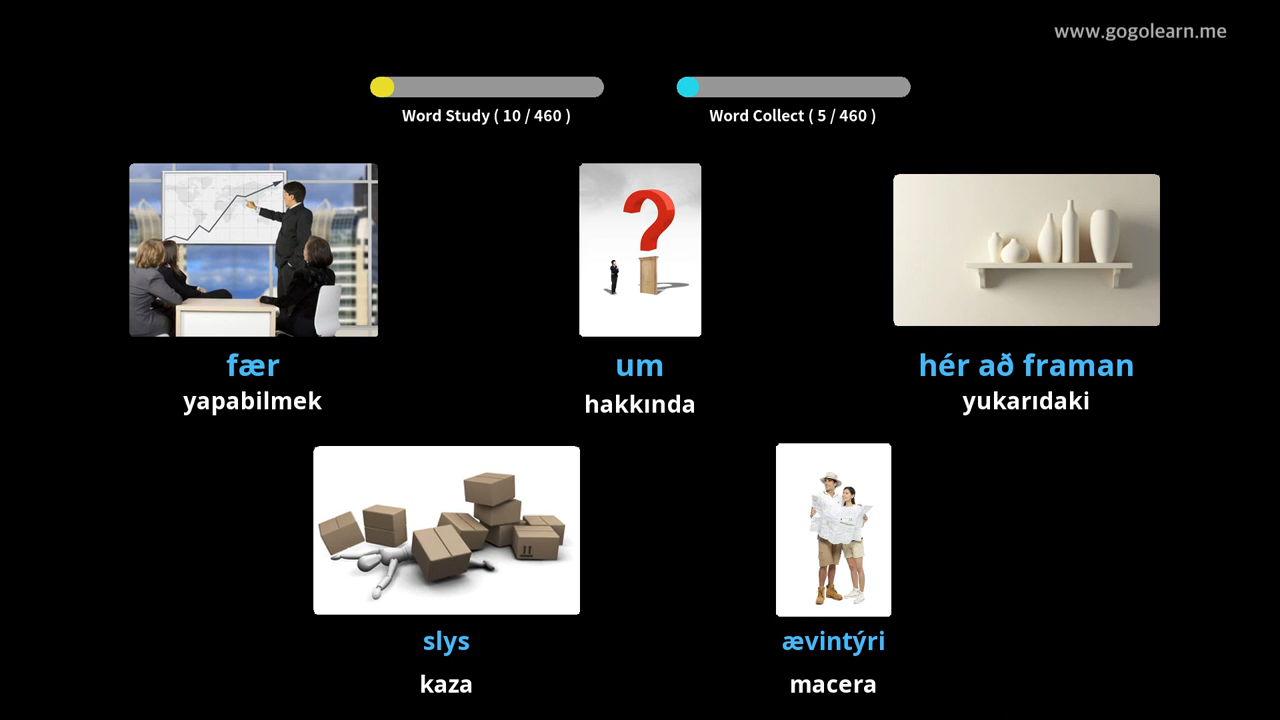 www.gogolearn.me
Word Study ( 10 / 460 )
Word Collect ( 5 / 460 )
fær
yapabilmek
um
hakkında
hér að framan
yukarıdaki
slys
kaza
ævintýri
macera